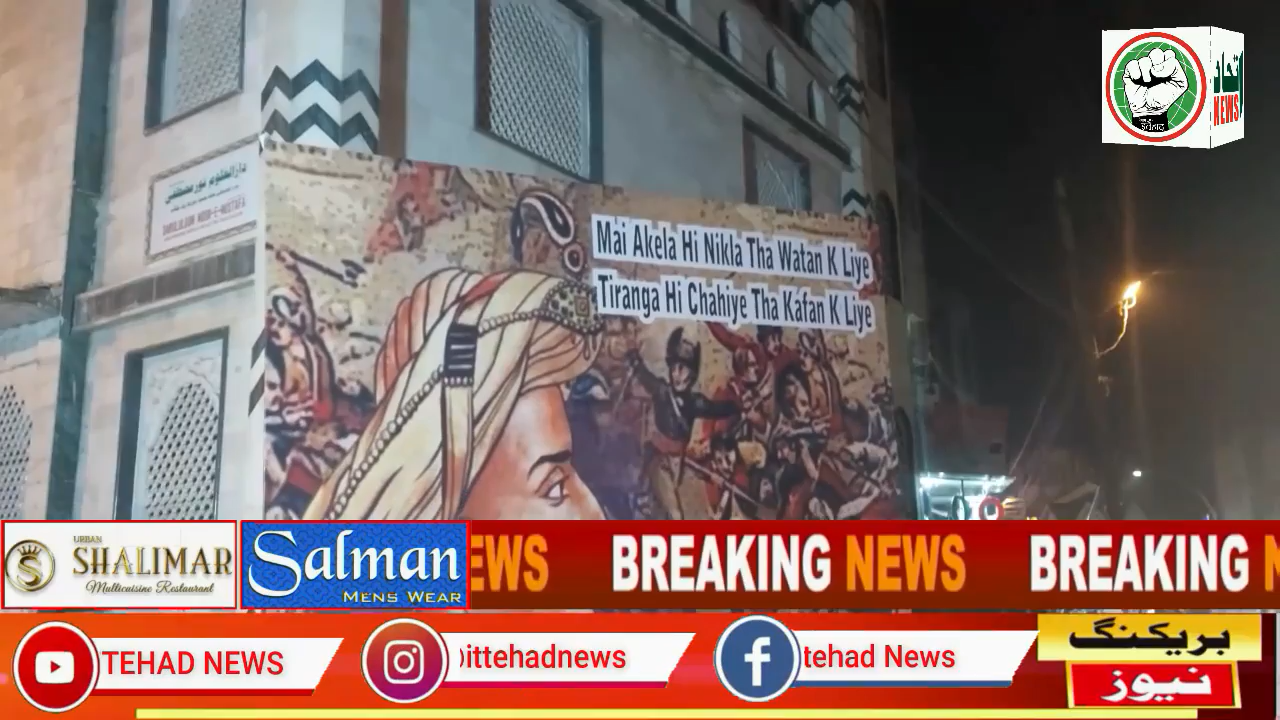 اتحاد
NEWS
इत्तेहाद
دارالعلوم نور مصطفیٰ
DARULULOOM NOOR-E-MUSTAFA
Mai Akela Hi Nikla Tha Watan K Liye
Tiranga Hi Chahiye Tha Kafan K Liye
URBAN
SHALIMAR
Multicuisine Restaurant
Salman
MENS WEAR
EWS BREAKING NEWS BREAKING N
TEHAD NEWS
ittehadnews
tehad News
بریکنگ
نیوز